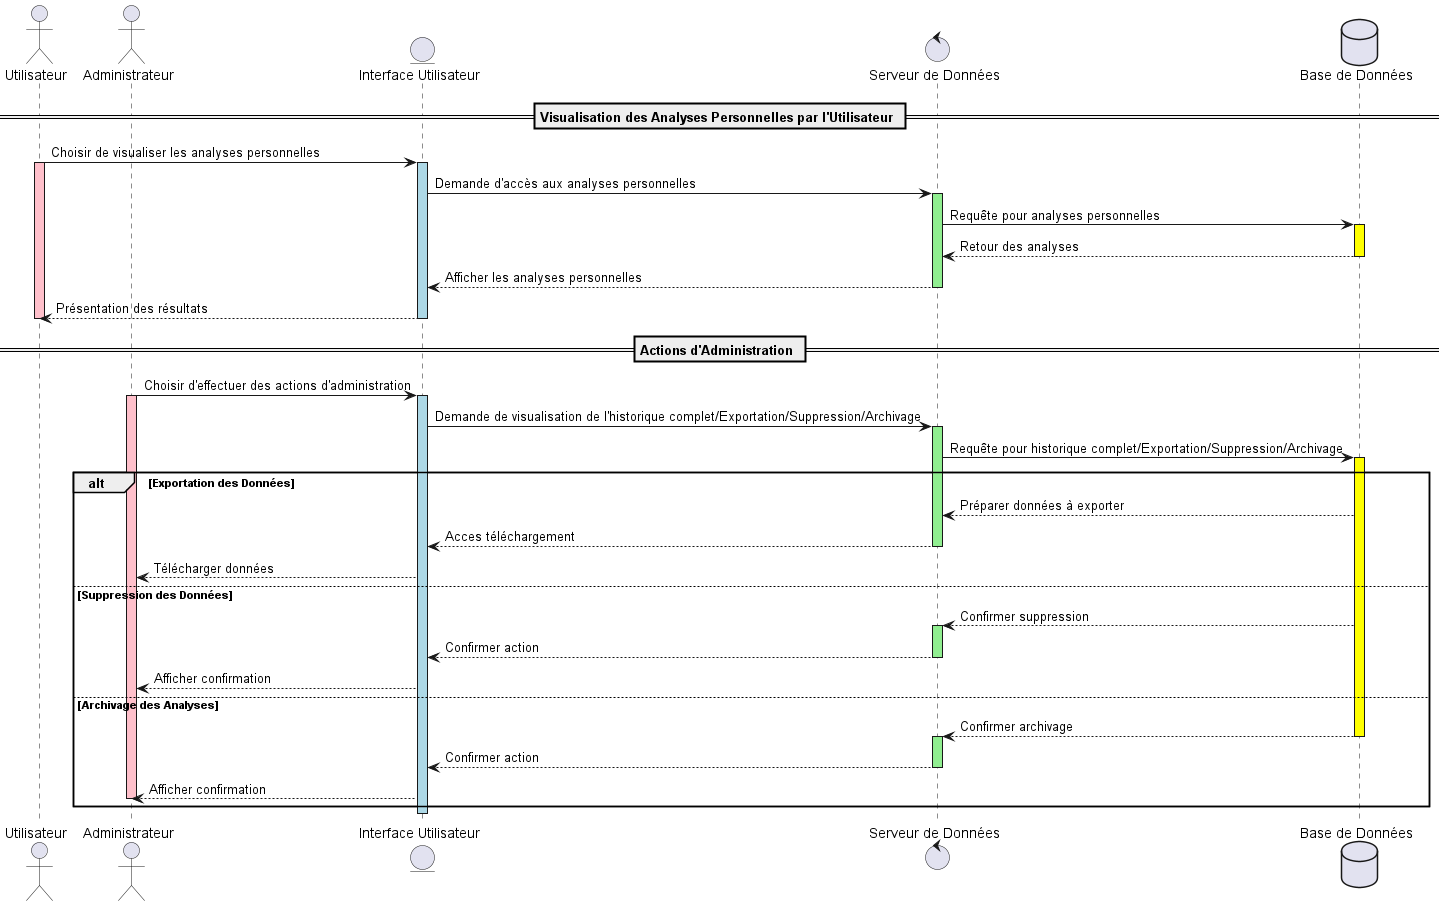 Utilisateur
Administrateur
Interface Utilisateur
Serveur de Données
Base de Données
Visualisation des Analyses Personnelles par l'Utilisateur
Choisir de visualiser les analyses personnelles
Demande d'accès aux analyses personnelles
Requête pour analyses personnelles
Retour des analyses
Afficher les analyses personnelles
Présentation des résultats
Actions d'Administration
Choisir d'effectuer des actions d'administration
Demande de visualisation de l'historique complet/Exportation/Suppression/Archivage
Requête pour historique complet/Exportation/Suppression/Archivage
alt
[Exportation des Données]
Préparer données à exporter
Acces téléchargement
Télécharger données
[Suppression des Données]
Confirmer suppression
Confirmer action
Afficher confirmation
[Archivage des Analyses]
Confirmer archivage
Confirmer action
Afficher confirmation
Utilisateur
Administrateur
Interface Utilisateur
Serveur de Données
Base de Données